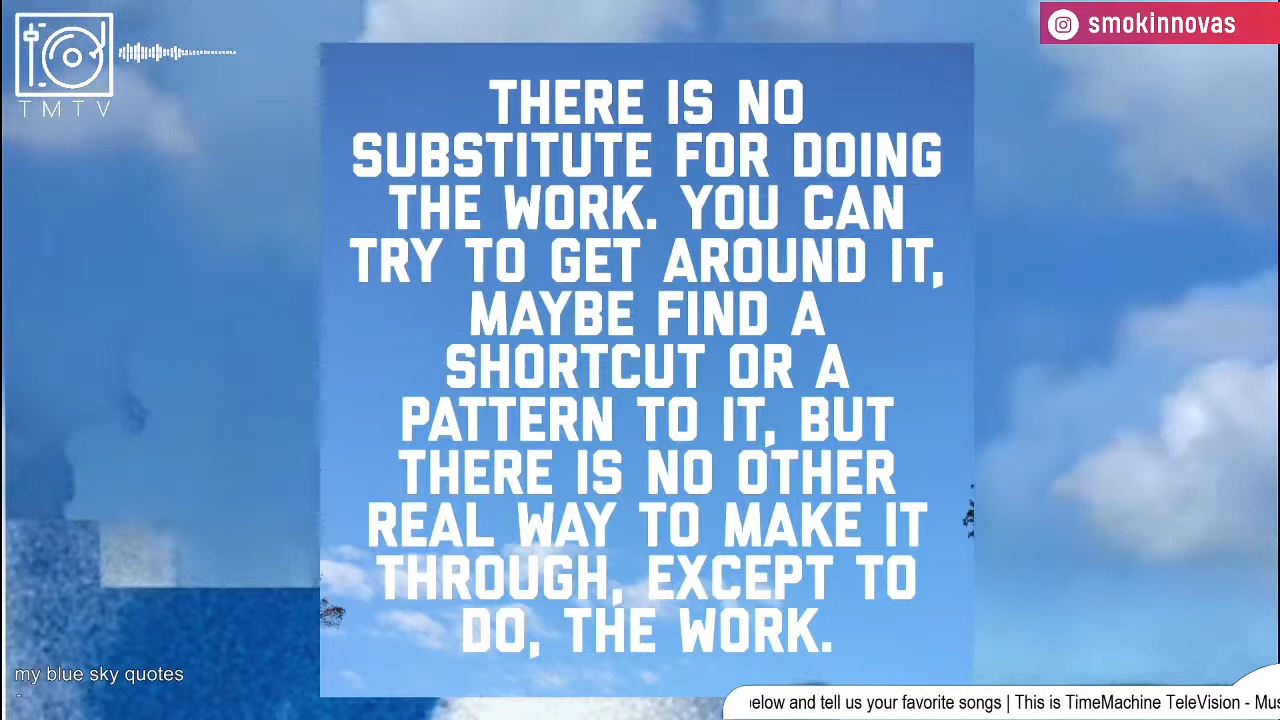 smokinnovas
TMTV
THERE IS NO
SUBSTITUTE FOR DOING
THE WORK. YOU CAN
TRY TO GET AROUND IT,
MAYBE FIND A
SHORTCUT OR A
PATTERN TO IT, BUT
THERE IS NO OTHER
REAL WAY TO MAKE IT
THROUGH, EXCEPT TO
DO, THE WORK.
my blue sky quotes
-
elow and tell us your favorite songs | This is TimeMachine TeleVision - Mus